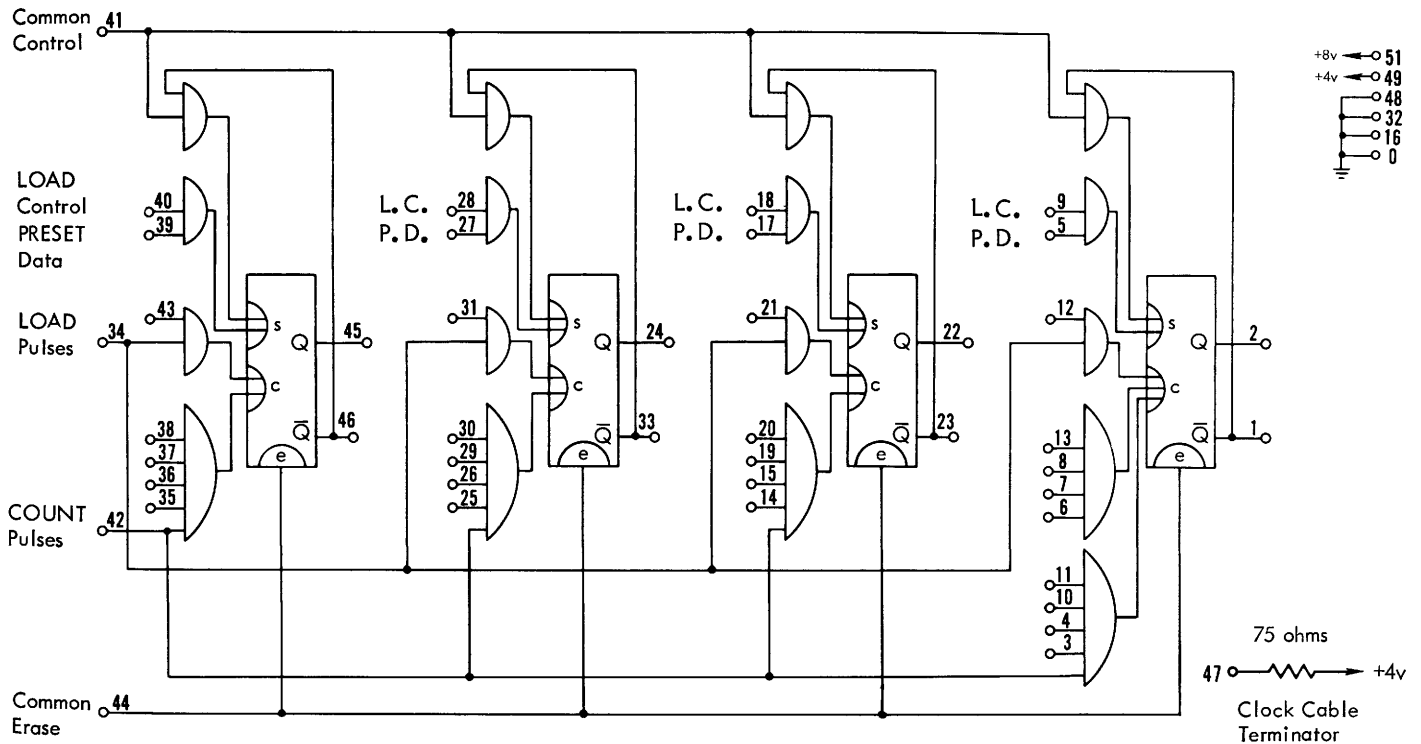 Common
Control
41
+8v
51
+4v
49
48
32
16
0
LOAD
Control
PRESET
Data
40
39
L. C.
P. D.
28
27
L. C.
P. D.
18
17
L. C.
P. D.
9
5
LOAD
Pulses
34
43
31
21
12
s
Q
45
c
Q̄
46
e
s
Q
24
c
Q̄
33
e
s
Q
22
c
Q̄
23
e
s
Q
2
c
Q̄
1
e
38
37
36
35
30
29
26
25
20
19
15
14
13
8
7
6
COUNT
Pulses
42
11
10
4
3
75 ohms
47
+4v
Clock Cable
Terminator
Common
Erase
44